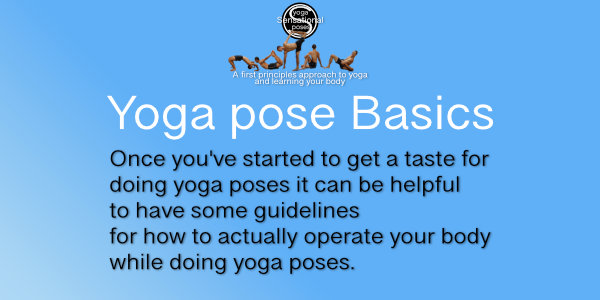 yoga
Sensational
poses
A first principles approach to yoga
and learning your body
Yoga pose Basics
Once you've started to get a taste for
doing yoga poses it can be helpful
to have some guidelines
for how to actually operate your body
while doing yoga poses.